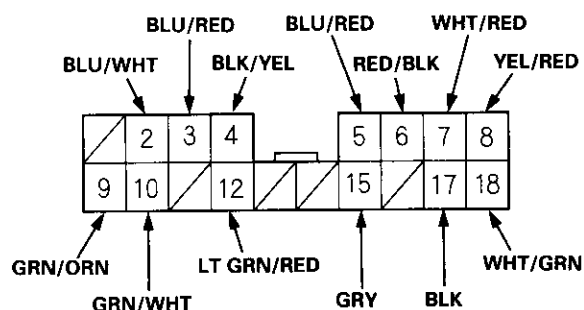 BLU/RED BLU/RED WHT/RED
BLU/WHT BLK/YEL RED/BLK YEL/RED
2 3 4 5 6 7 8
9 10 12 15 17 18
GRN/ORN LT GRN/RED WHT/GRN
GRN/WHT GRY BLK